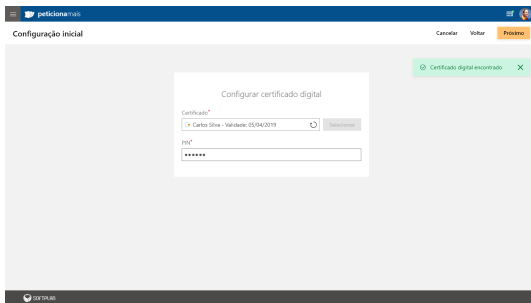 peticionamais
Configuração inicial
Cancelar Voltar Próximo
Certificado digital encontrado
Configurar certificado digital
Certificado*
Carlos Silva - Validade: 05/04/2019
Selecionar
PIN*
SOFTPLAN